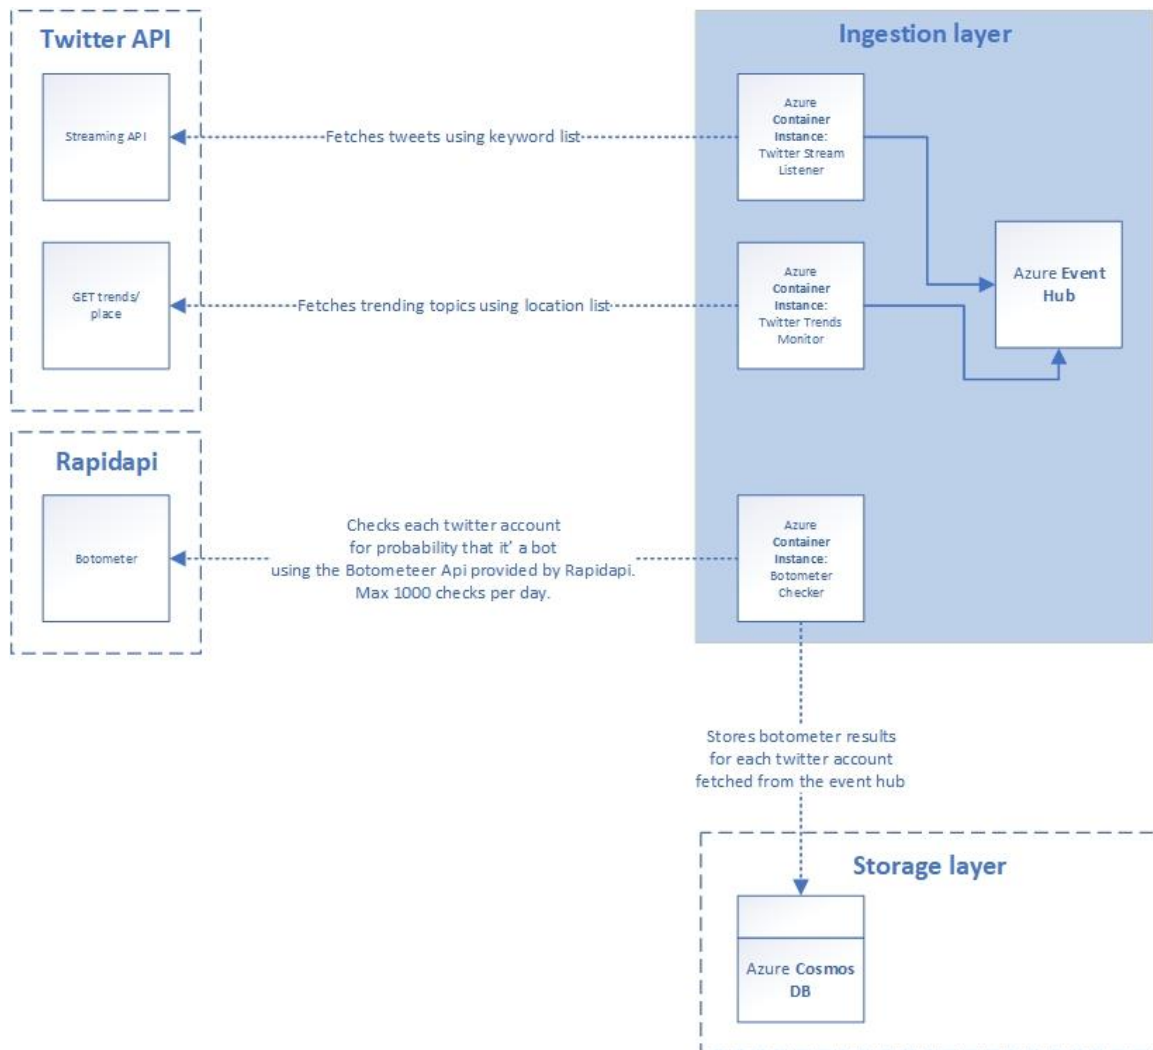 Twitter API
Streaming API
GET trends/
place
Rapidapi
Botometer
Fetches tweets using keyword list
Fetches trending topics using location list
Checks each twitter account
for probability that it' a bot
using the Botometeer Api provided by Rapidapi.
Max 1000 checks per day.
Ingestion layer
Azure
Container
Instance:
Twitter Stream
Listener
Azure
Container
Instance:
Twitter Trends
Monitor
Azure Event
Hub
Azure
Container
Instance:
Botometer
Checker
Stores botometer results
for each twitter account
fetched from the event hub
Storage layer
Azure Cosmos
DB